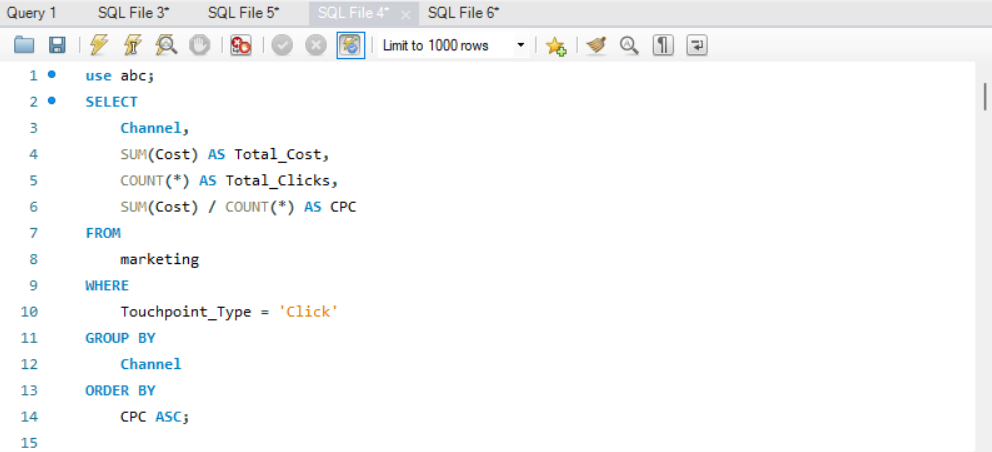 Query 1 SQL File 3* SQL File 5* SQL File 4* SQL File 6*
Limit to 1000 rows
1 use abc;
2 SELECT
3 Channel,
4 SUM(Cost) AS Total_Cost,
5 COUNT(*) AS Total_Clicks,
6 SUM(Cost) / COUNT(*) AS CPC
7 FROM
8 marketing
9 WHERE
10 Touchpoint_Type = 'Click'
11 GROUP BY
12 Channel
13 ORDER BY
14 CPC ASC;
15